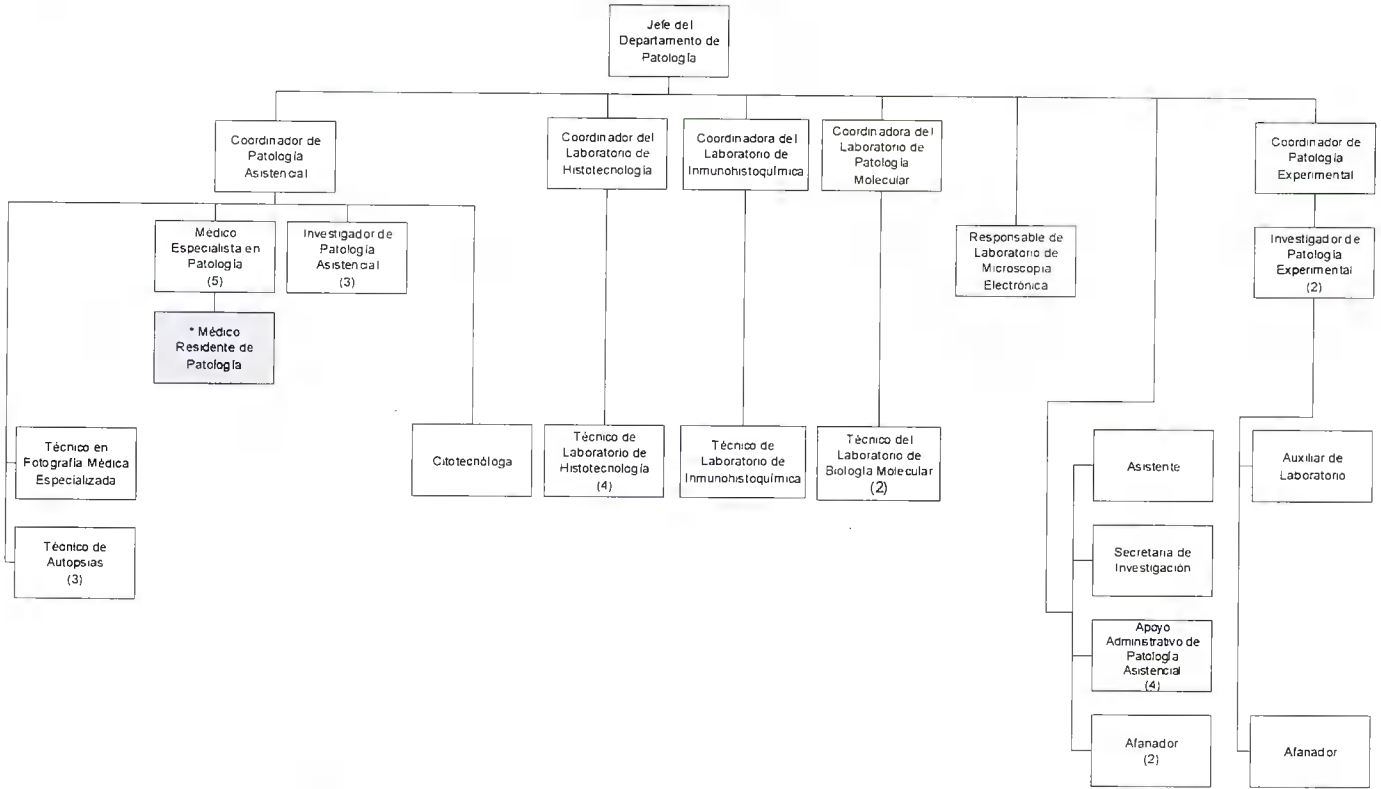 Jefe del
Departamento de
Patología
Coordinador de
Patología
Asistencial
Coordinador del
Laboratorio de
Histotecnología
Coordinadora del
Laboratorio de
Inmunohistoquímica
Coordinadora del
Laboratorio de
Patología
Molecular
Coordinador de
Patología
Experimental
Médico
Especialista en
Patología
(5)
Investigador de
Patología
Asistencial
(3)
Responsable de
Laboratorio de
Microscopía
Electrónica
Investigador de
Patología
Experimental
(2)
* Médico
Residente de
Patología
Técnico en
Fotografía Médica
Especializada
Citotecnóloga
Técnico de
Laboratorio de
Histotecnología
(4)
Técnico de
Laboratorio de
Inmunohistoquímica
Técnico del
Laboratorio de
Biología Molecular
(2)
Asistente
Auxiliar de
Laboratorio
Técnico de
Autopsias
(3)
Secretaria de
Investigación
Apoyo
Administrativo de
Patología
Asistencial
(4)
Afanador
(2)
Afanador